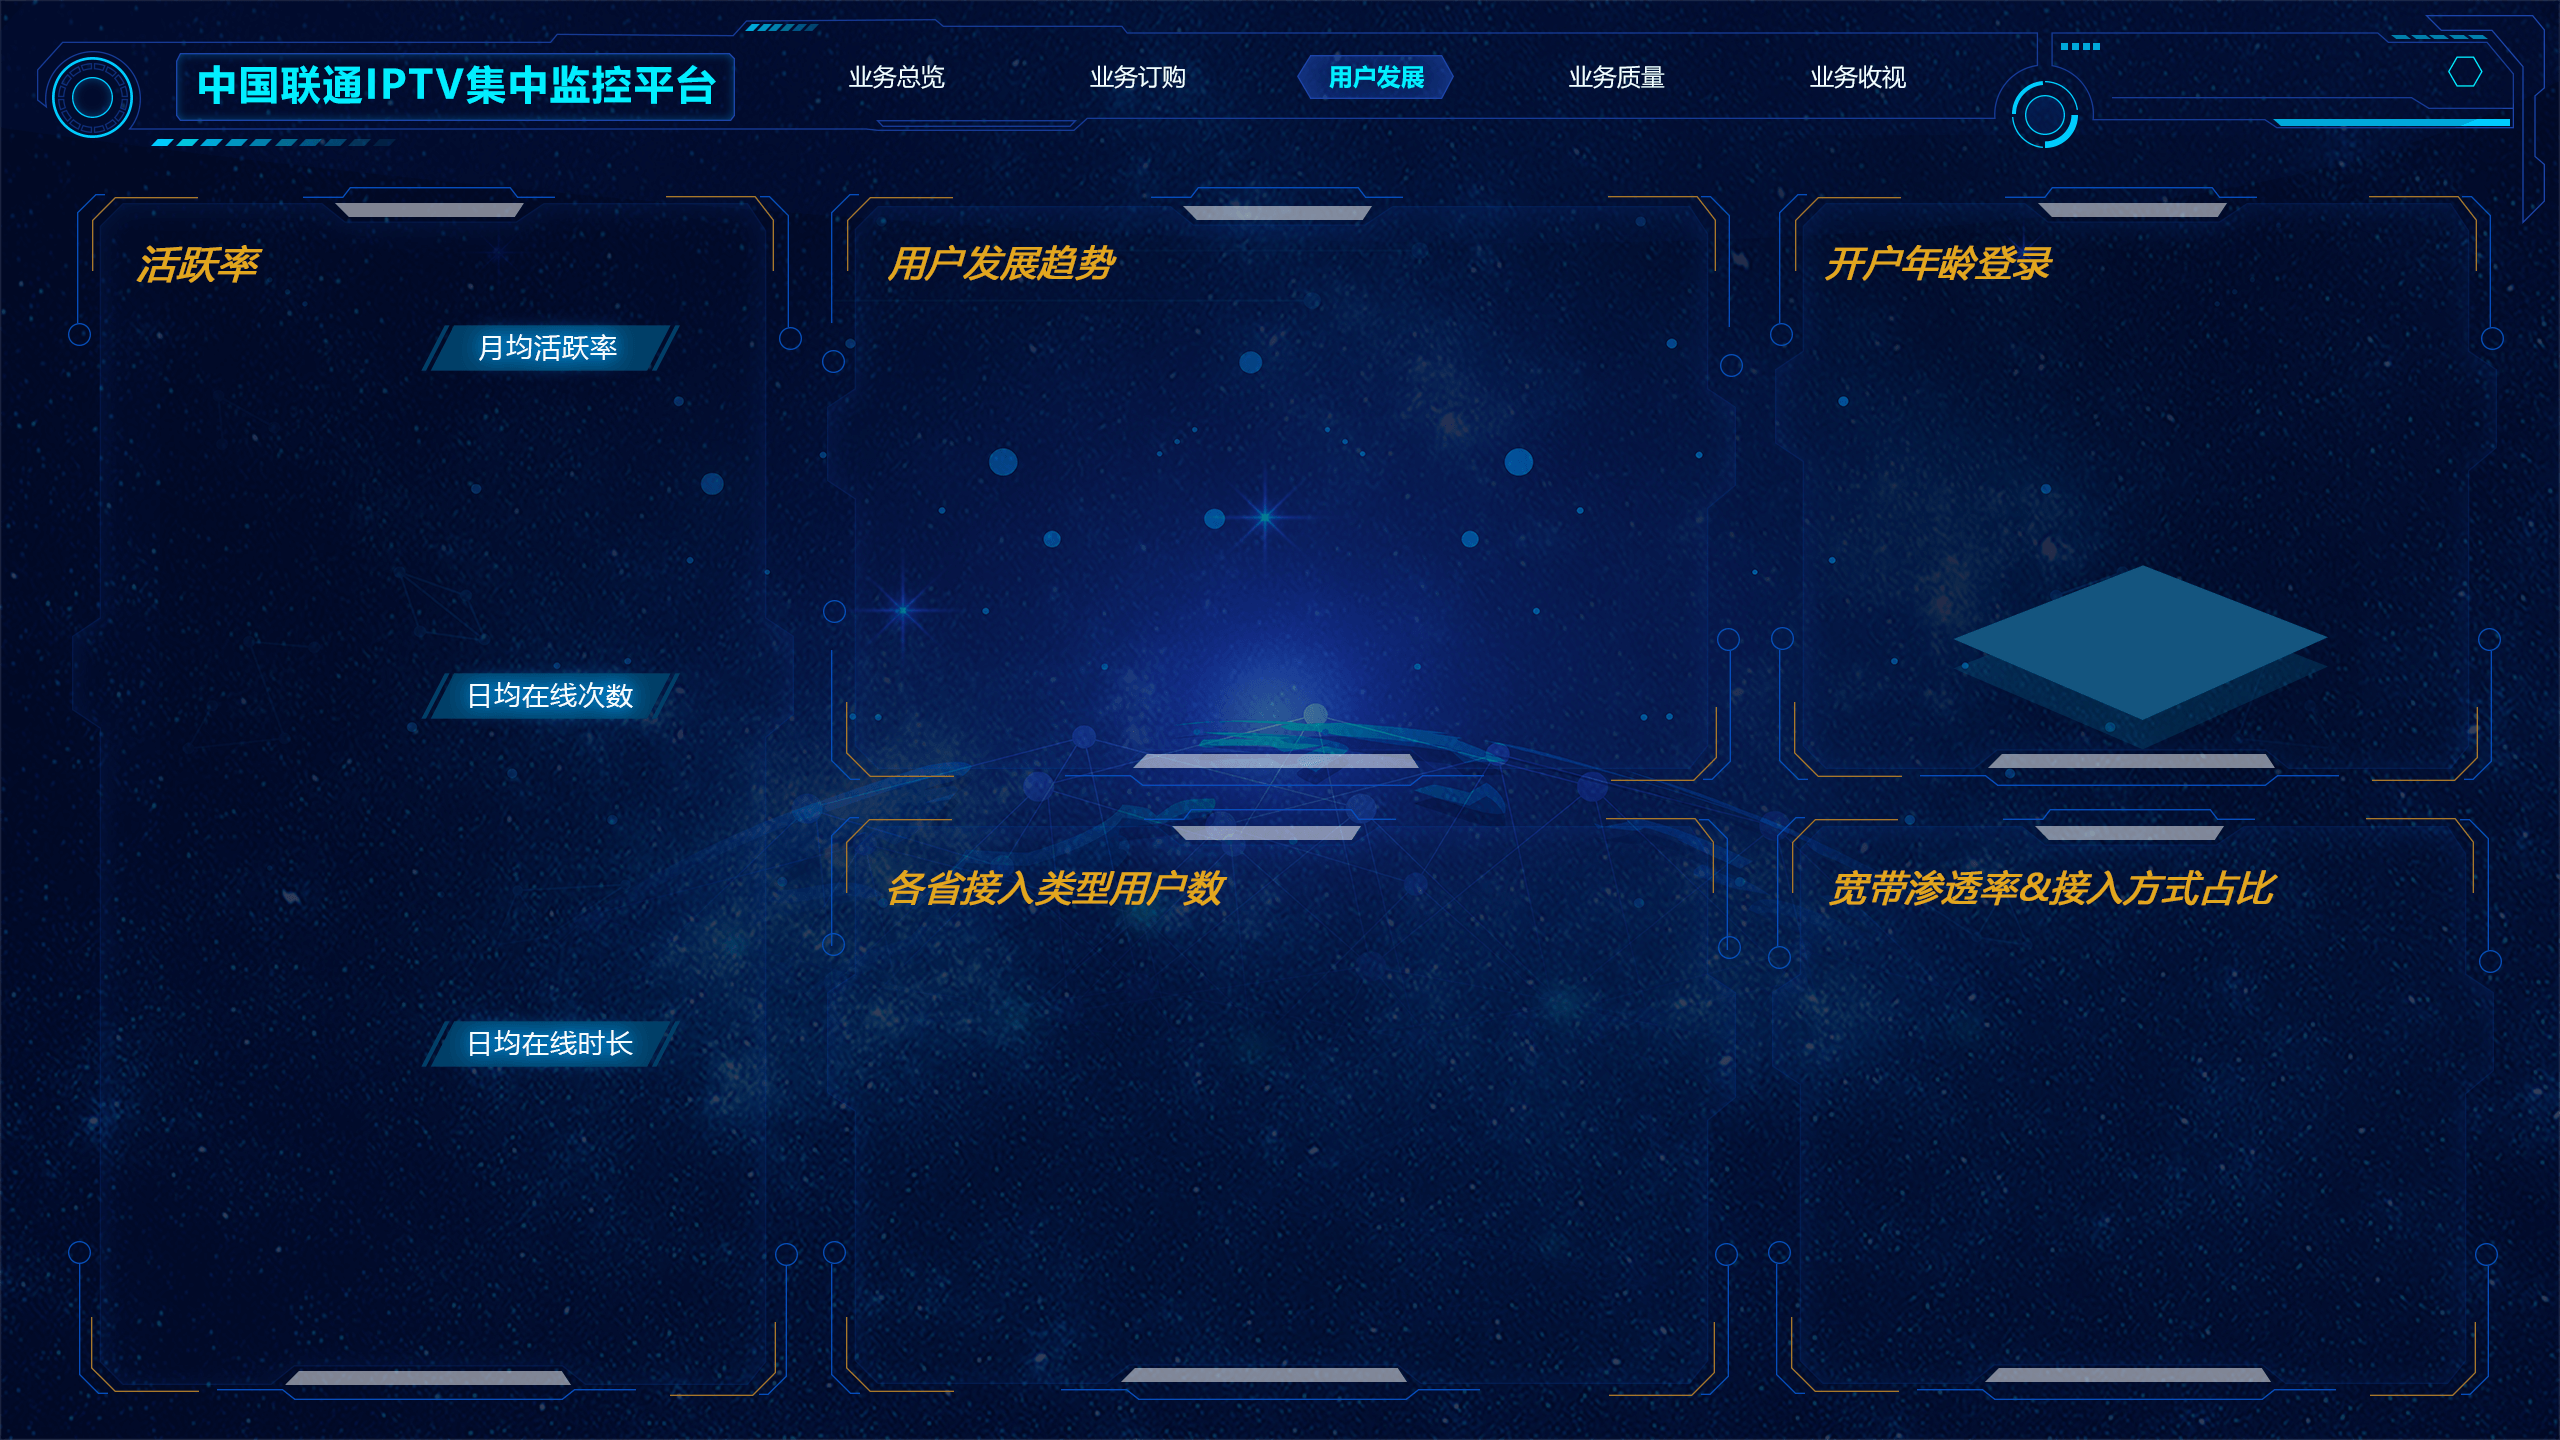 中国联通IPTV集中监控平台
业务总览
业务订购
用户发展
业务质量
业务收视
活跃率
月均活跃率
日均在线次数
日均在线时长
用户发展趋势
开户年龄登录
各省接入类型用户数
宽带渗透率&接入方式占比